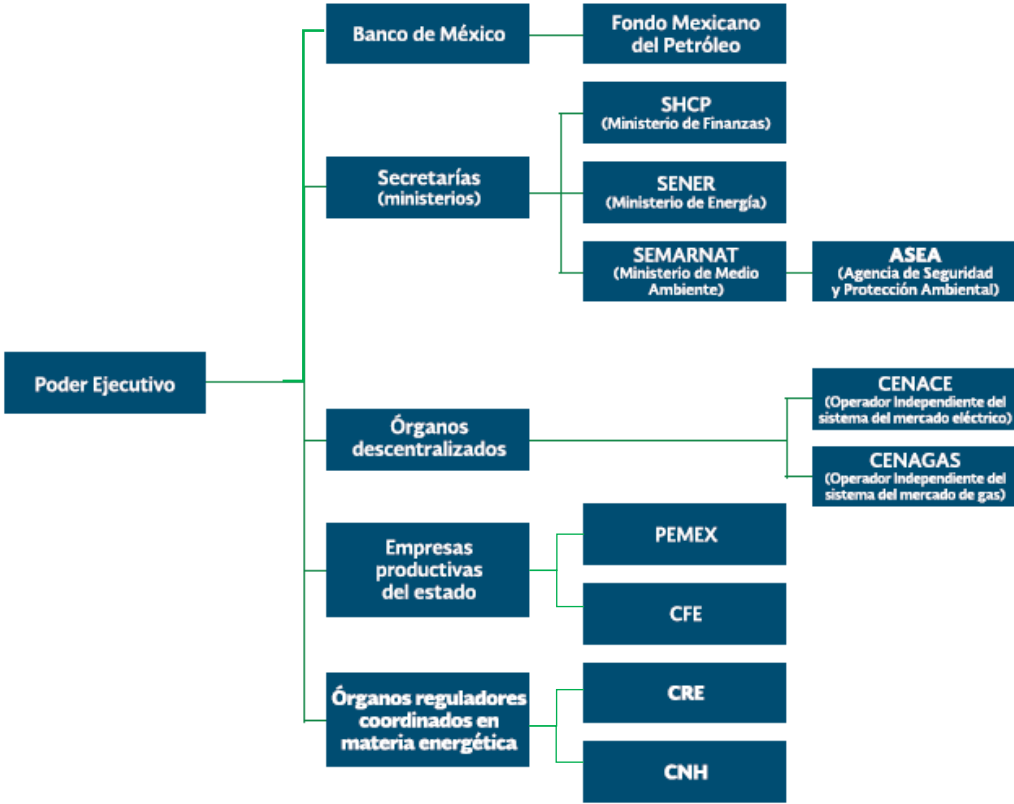 Banco de México
Fondo Mexicano
del Petróleo
SHCP
(Ministerio de Finanzas)
Secretarías
(ministerios)
SENER
(Ministerio de Energía)
SEMARNAT
(Ministerio de Medio
Ambiente)
ASEA
(Agencia de Seguridad
y Protección Ambiental)
Poder Ejecutivo
Órganos
descentralizados
CENACE
(Operador Independiente del
sistema del mercado eléctrico)
CENAGAS
(Operador Independiente del
sistema del mercado de gas)
Empresas
productivas
del estado
PEMEX
CFE
Órganos reguladores
coordinados en
materia energética
CRE
CNH